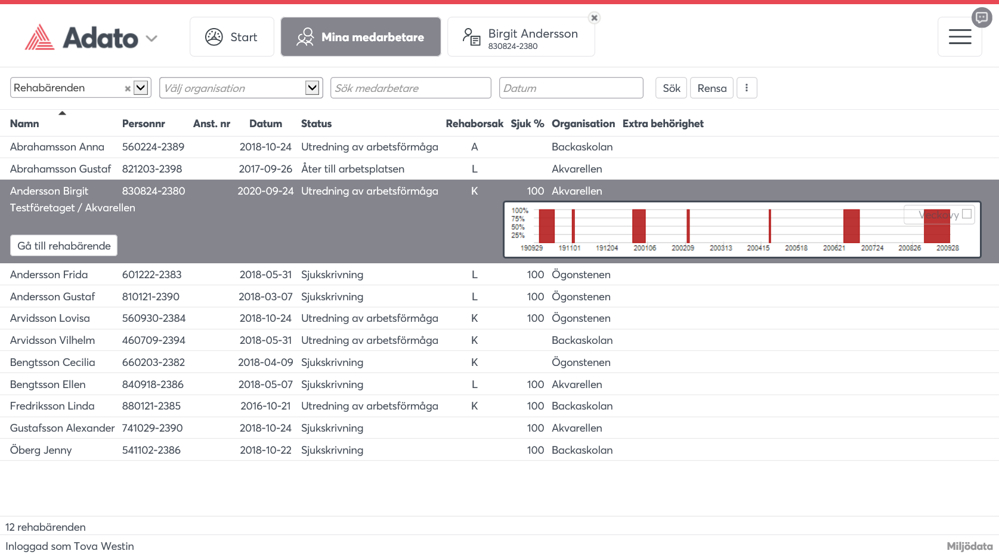 Adato
Start
Mina medarbetare
Birgit Andersson
830824-2380
Rehabärenden
Välj organisation
Sök medarbetare
Datum
Sök
Rensa
Namn Personnr Anst. nr Datum Status Rehaborsak Sjuk % Organisation Extra behörighet
Abrahamsson Anna 560224-2389 2018-10-24 Utredning av arbetsförmåga A Backaskolan
Abrahamsson Gustaf 821203-2398 2017-09-26 Åter till arbetsplatsen L Akvarellen
Andersson Birgit 830824-2380 2020-09-24 Utredning av arbetsförmåga K 100 Akvarellen
Testföretaget / Akvarellen
Gå till rehabärende
Veckovy
100%
75%
50%
25%
190929 191101 191204 200106 200209 200313 200415 200518 200621 200724 200826 200928
Andersson Frida 601222-2383 2018-05-31 Sjukskrivning L 100 Ögonstenen
Andersson Gustaf 810121-2390 2018-03-07 Sjukskrivning L 100 Ögonstenen
Arvidsson Lovisa 560930-2384 2018-10-24 Utredning av arbetsförmåga K 100 Ögonstenen
Arvidsson Vilhelm 460709-2394 2018-05-31 Utredning av arbetsförmåga K Backaskolan
Bengtsson Cecilia 660203-2382 2018-04-09 Sjukskrivning K Ögonstenen
Bengtsson Ellen 840918-2386 2018-05-07 Sjukskrivning L 100 Akvarellen
Fredriksson Linda 880121-2385 2016-10-21 Utredning av arbetsförmåga K 100 Backaskolan
Gustafsson Alexander 741029-2390 2018-10-24 Sjukskrivning 100 Akvarellen
Öberg Jenny 541102-2386 2018-10-22 Sjukskrivning 100 Backaskolan
12 rehabärenden
Inloggad som Tova Westin
Miljödata